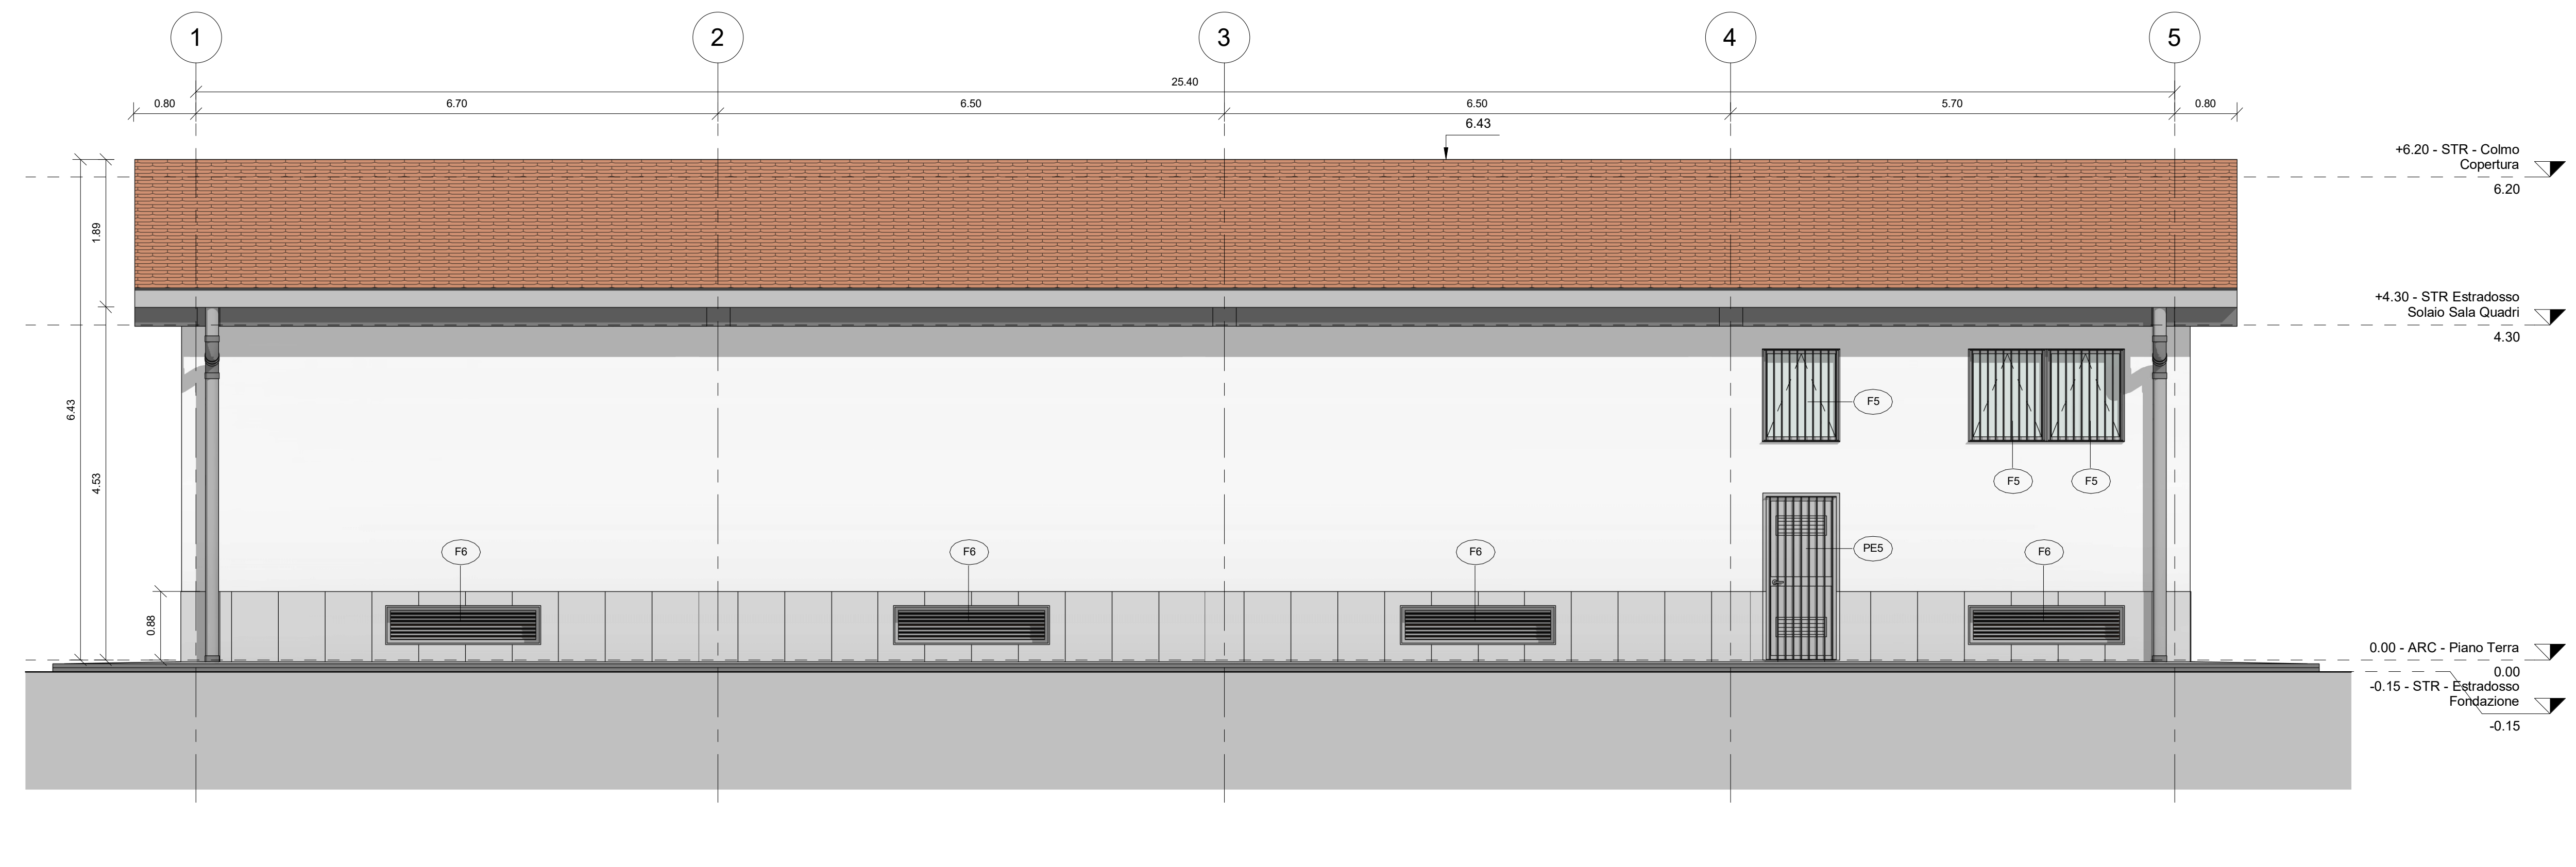 1
2
3
4
5
25.40
0.80
6.70
6.50
6.50
5.70
0.80
6.43
+6.20 - STR - Colmo
Copertura
6.20
1.89
+4.30 - STR Estradosso
Solaio Sala Quadri
4.30
6.43
4.53
F5
F5
F5
F6
F6
F6
PE5
F6
0.88
0.00 - ARC - Piano Terra
0.00
-0.15 - STR - Estradosso
Fondazione
-0.15